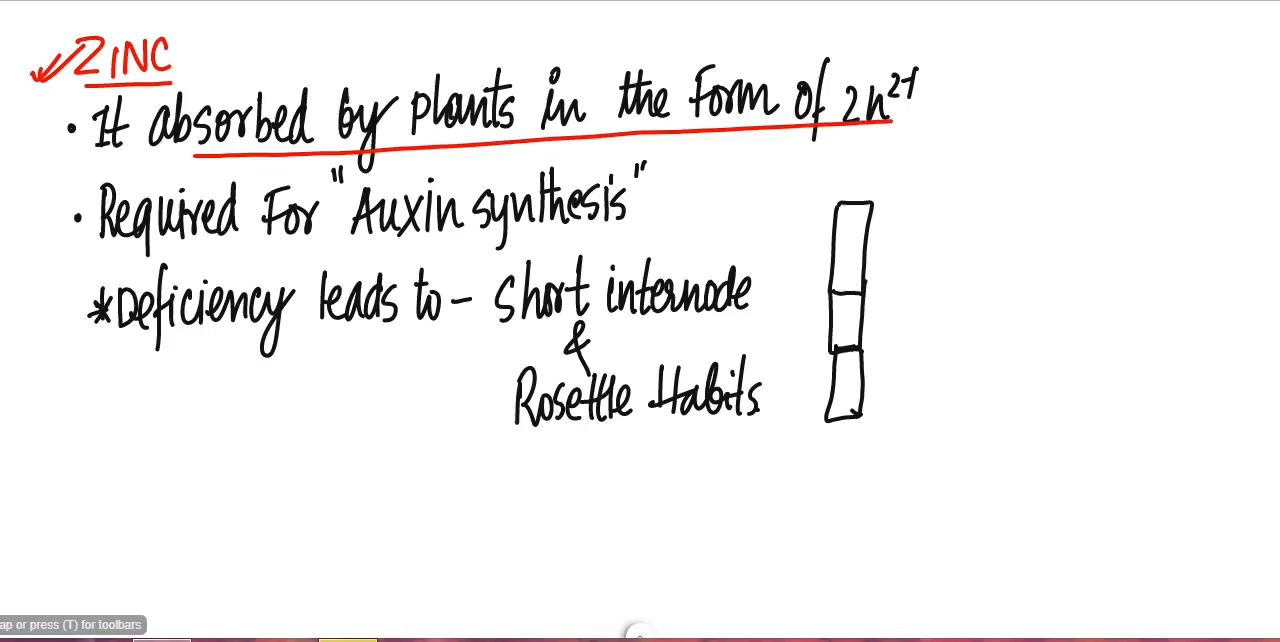 ZINC
• It absorbed by plants in the form of Zn²⁺
• Required For "Auxin synthesis"
*Deficiency leads to - Short internode
&
Rosettle Habits
ap or press (T) for toolbars